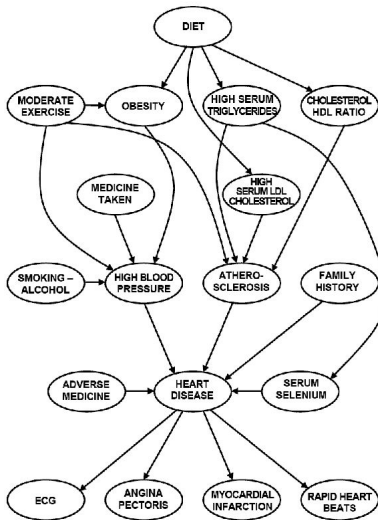 DIET
MODERATE
EXERCISE
OBESITY
HIGH SERUM
TRIGLYCERIDES
CHOLESTEROL
HDL RATIO
MEDICINE
TAKEN
HIGH
SERUM LDL
CHOLESTEROL
SMOKING –
ALCOHOL
HIGH BLOOD
PRESSURE
ATHERO-
SCLEROSIS
FAMILY
HISTORY
ADVERSE
MEDICINE
HEART
DISEASE
SERUM
SELENIUM
ECG
ANGINA
PECTORIS
MYOCARDIAL
INFARCTION
RAPID HEART
BEATS